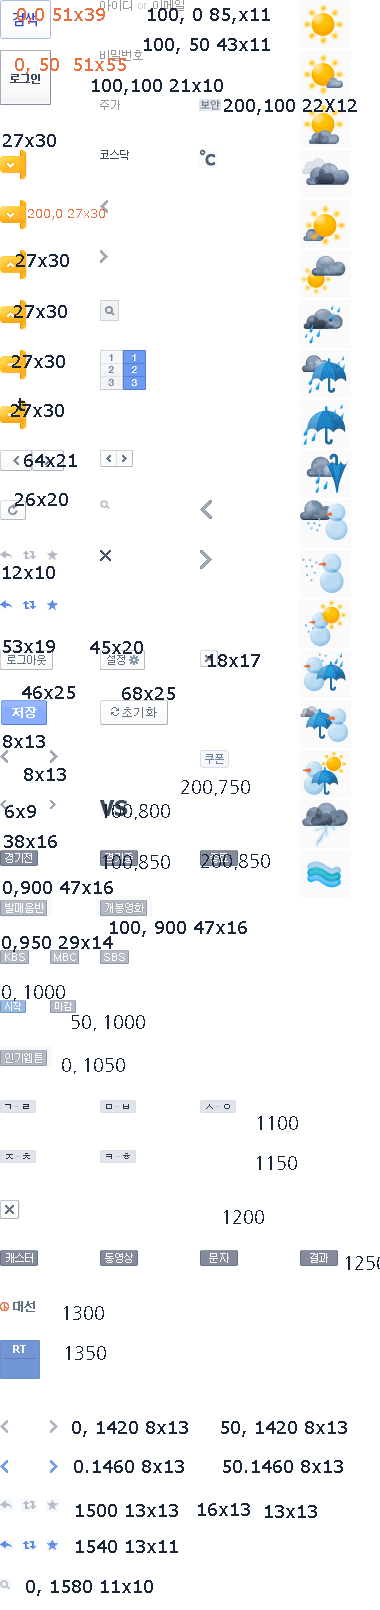 0,0 51x39
검색
아이디 or 이메일
100, 0 85,x11
비밀번호
100, 50 43x11
0, 50 51x55
로그인
100,100 21x10
주가
보안
200,100 22X12
27x30
코스닥
℃
200,0 27x30
27x30
27x30
27x30
1 1
2 2
3 3
27x30
64x21
26x20
12x10
53x19
45x20
18x17
로그아웃
설정
46x25
68x25
저장
초기화
8x13
8x13
쿠폰
200,750
6x9
VS
100,800
38x16
경기전
100,850
200,850
0,900 47x16
발매음반
개봉영화
100, 900 47x16
0,950 29x14
KBS
MBC
SBS
0, 1000
시작
마감
50, 1000
인기웹툰
0, 1050
ㄱ-ㄹ
ㅁ-ㅂ
ㅅ-ㅇ
1100
ㅈ-ㅊ
ㅋ-ㅎ
1150
1200
캐스터
동영상
문자
결과
125
대선
1300
RT
1350
0, 1420 8x13
50, 1420 8x13
0.1460 8x13
50.1460 8x13
1500 13x13
16x13
13x13
1540 13x11
0, 1580 11x10